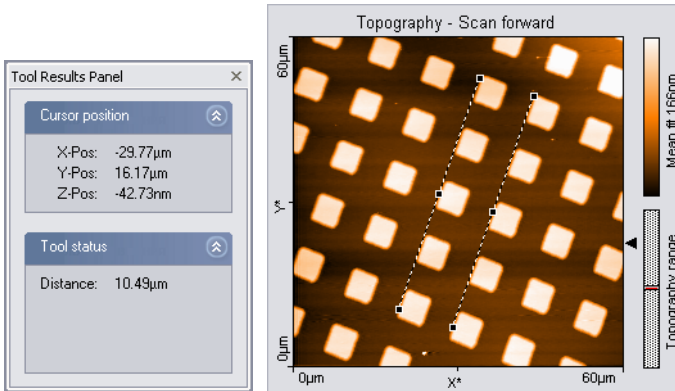 Tool Results Panel
Cursor position
X-Pos: -29.77µm
Y-Pos: 16.17µm
Z-Pos: -42.73nm
Tool status
Distance: 10.49µm
Topography - Scan forward
60µm
Y*
0µm
0µm
X*
60µm
Mean fit 166nm
Topography range